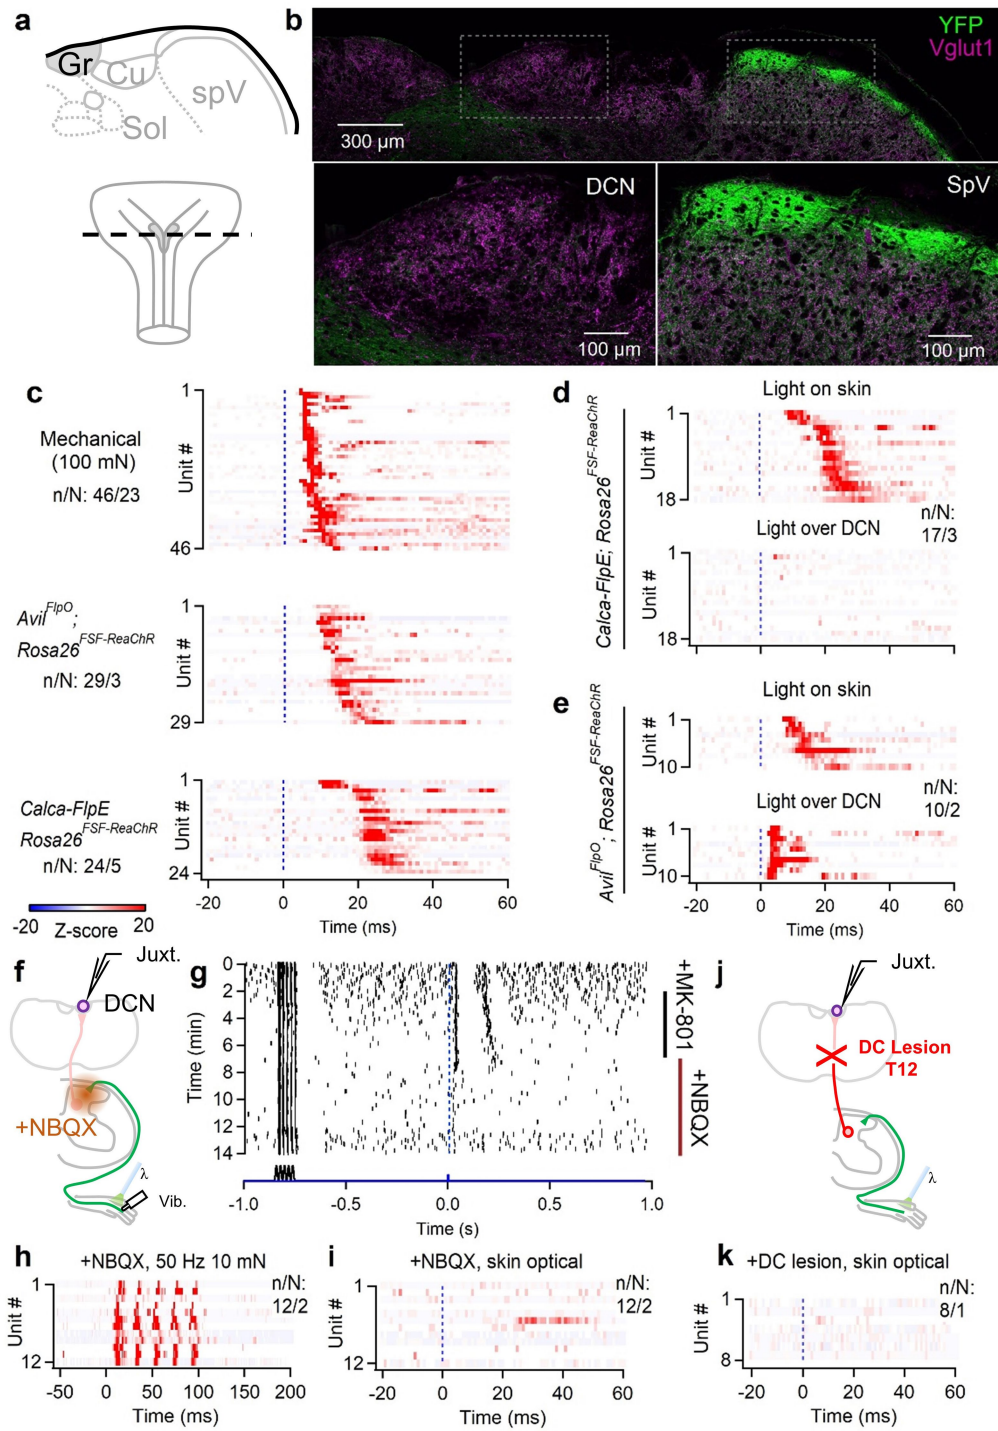 a
Gr
Cu
spV
Sol
b
YFP
Vglut1
300 µm
DCN
100 µm
SpV
100 µm
c
Mechanical
(100 mN)
n/N: 46/23
Unit #
1
46
Avil^FlpO;
Rosa26^FSF-ReaChR
n/N: 29/3
Unit #
1
29
Calca-FlpE
Rosa26^FSF-ReaChR
n/N: 24/5
Unit #
1
24
-20 0 20 40 60
Time (ms)
-20 20
Z-score
d
Calca-FlpE; Rosa26^FSF-ReaChR
Light on skin
Unit #
1
18
n/N:
17/3
Light over DCN
Unit #
1
18
e
Avil^FlpO; Rosa26^FSF-ReaChR
Light on skin
Unit #
1
10
n/N:
10/2
Light over DCN
Unit #
1
10
-20 0 20 40 60
Time (ms)
f
Juxt.
DCN
+NBQX
λ
Vib.
g
Time (min)
0
2
4
6
8
10
12
14
+MK-801
+NBQX
-1.0 -0.5 0.0 0.5 1.0
Time (s)
j
Juxt.
DC Lesion
T12
λ
h
+NBQX, 50 Hz 10 mN
n/N:
12/2
Unit #
1
12
-50 0 50 100 150 200
Time (ms)
i
+NBQX, skin optical
n/N:
12/2
Unit #
1
12
-20 0 20 40 60
Time (ms)
k
+DC lesion, skin optical
n/N:
8/1
Unit #
1
8
-20 0 20 40 60
Time (ms)